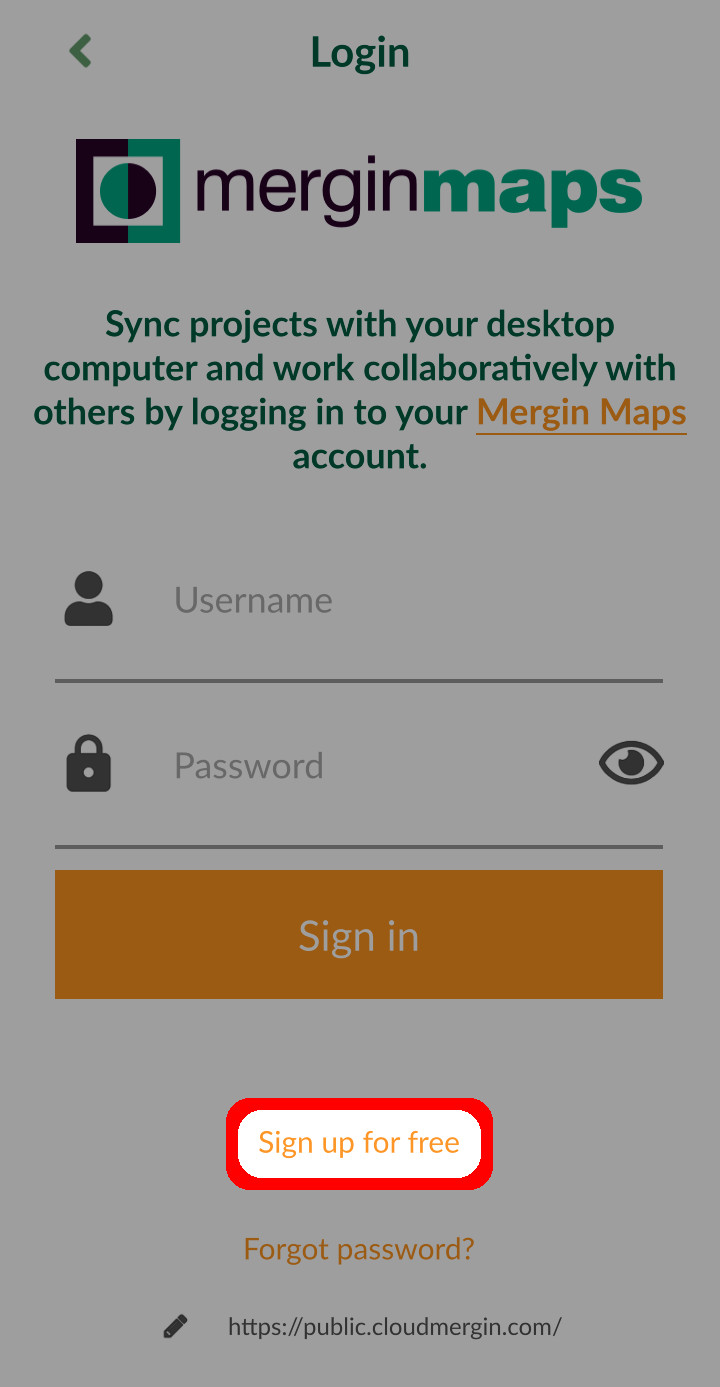 Login
merginmaps
Sync projects with your desktop
computer and work collaboratively with
others by logging in to your Mergin Maps
account.
Username
Password
Sign in
Sign up for free
Forgot password?
https://public.cloudmergin.com/